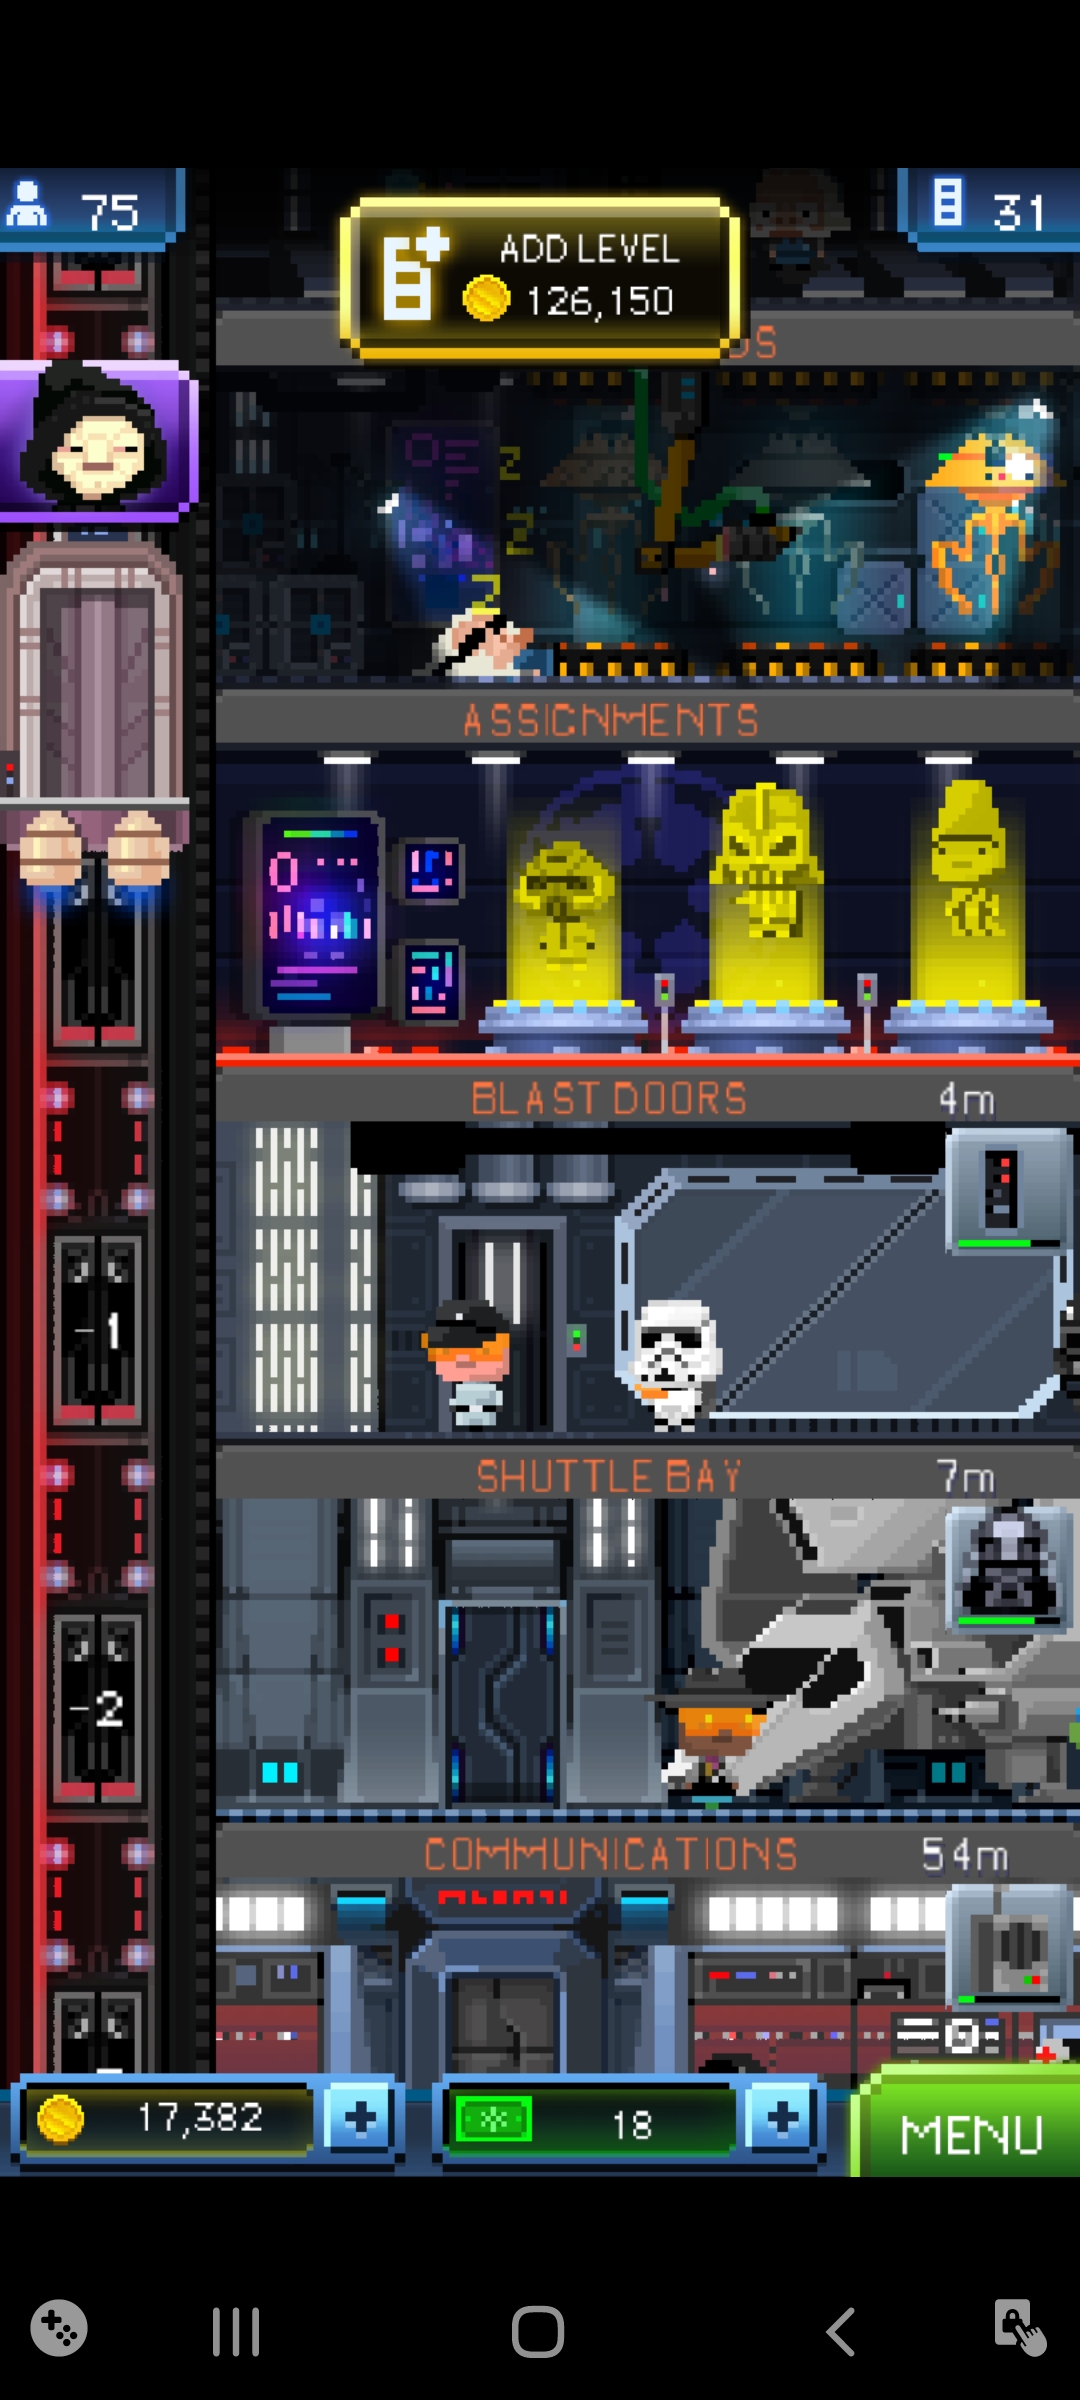 75
ADD LEVEL
126,150
31
DS
Z
Z
Z
ASSIGNMENTS
BLAST DOORS 4m
-1
SHUTTLE BAY 7m
-2
COMMUNICATIONS 54m
17,382
18
MENU